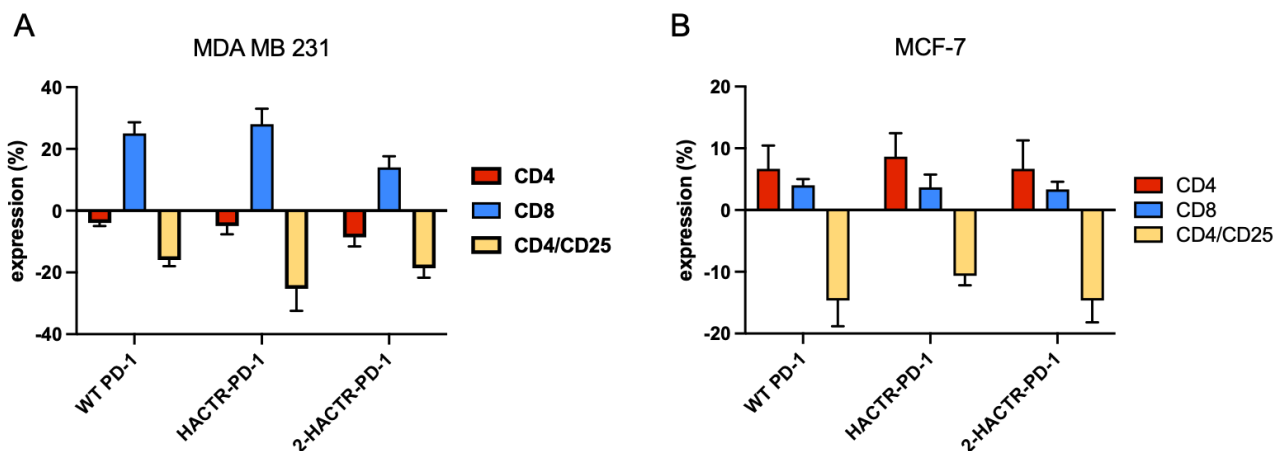 A
MDA MB 231
expression (%)
40
20
0
-20
-40
WT PD-1
HACTR-PD-1
2-HACTR-PD-1
CD4
CD8
CD4/CD25
B
MCF-7
expression (%)
20
10
0
-10
-20
WT PD-1
HACTR-PD-1
2-HACTR-PD-1
CD4
CD8
CD4/CD25